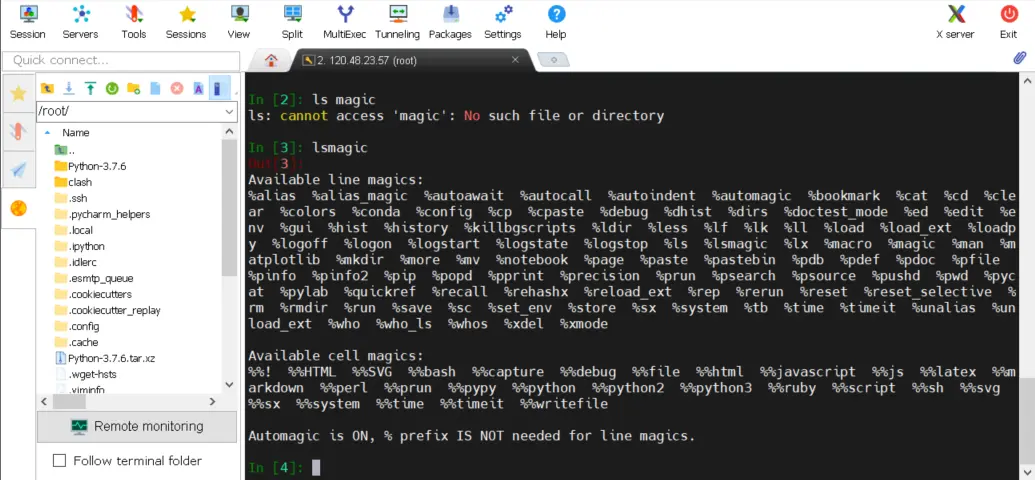 Session Servers Tools Sessions View Split MultiExec Tunneling Packages Settings Help X server Exit
Quick connect...
2. 120.48.23.57 (root)
/root/
Name
..
Python-3.7.6
clash
.ssh
.pycharm_helpers
.local
.ipython
.idlerc
.esmtp_queue
.cookiecutters
.cookiecutter_replay
.config
.cache
Python-3.7.6.tar.xz
.wget-hsts
.viminfo
Remote monitoring
Follow terminal folder
In [2]: ls magic
ls: cannot access 'magic': No such file or directory
In [3]: lsmagic
Out[3]:
Available line magics:
%alias %alias_magic %autoawait %autocall %autoindent %automagic %bookmark %cat %cd %cle
ar %colors %conda %config %cp %cpaste %debug %dhist %dirs %doctest_mode %ed %edit %e
nv %gui %hist %history %killbgscripts %ldir %less %lf %lk %ll %load %load_ext %loadp
y %logoff %logon %logstart %logstate %logstop %ls %lsmagic %lx %macro %magic %man %m
atplotlib %mkdir %more %mv %notebook %page %paste %pastebin %pdb %pdef %pdoc %pfile
%pinfo %pinfo2 %pip %popd %pprint %precision %prun %psearch %psource %pushd %pwd %pyc
at %pylab %quickref %recall %rehashx %reload_ext %rep %rerun %reset %reset_selective %
rm %rmdir %run %save %sc %set_env %store %sx %system %tb %time %timeit %unalias %un
load_ext %who %who_ls %whos %xdel %xmode
Available cell magics:
%%! %%HTML %%SVG %%bash %%capture %%debug %%file %%html %%javascript %%js %%latex %%m
arkdown %%perl %%prun %%pypy %%python %%python2 %%python3 %%ruby %%script %%sh %%svg
%%sx %%system %%time %%timeit %%writefile
Automagic is ON, % prefix IS NOT needed for line magics.
In [4]: